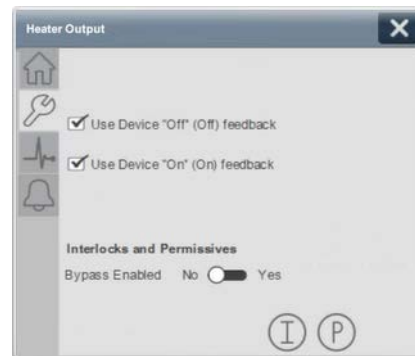 Heater Output
Use Device "Off" (Off) feedback
Use Device "On" (On) feedback
Interlocks and Permissives
Bypass Enabled No Yes
I P